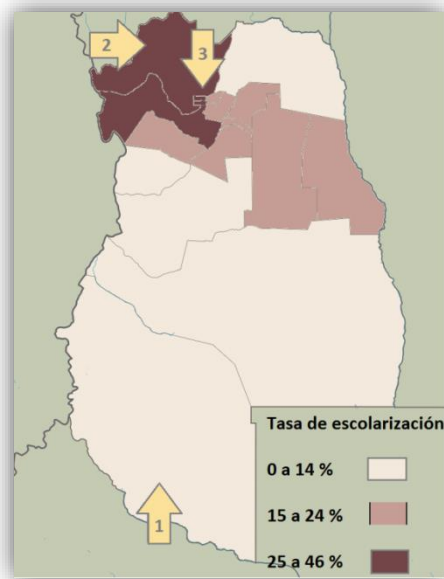 2
3
1
Tasa de escolarización
0 a 14 %
15 a 24 %
25 a 46 %